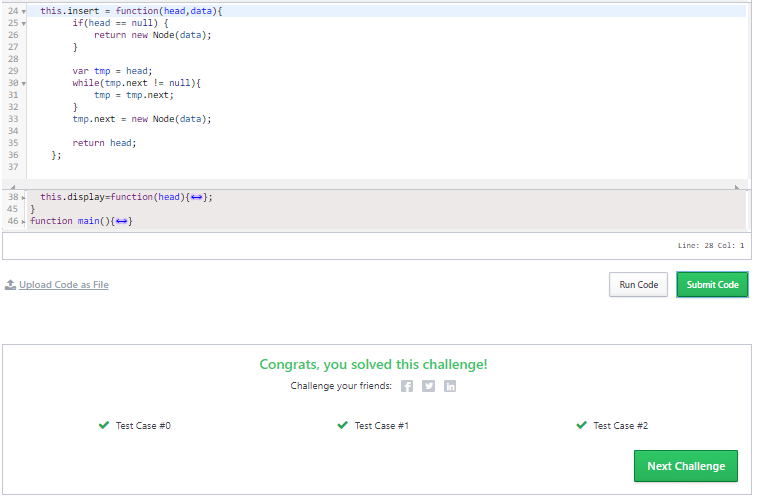 24 this.insert = function(head,data){
25 if(head == null) {
26 return new Node(data);
27 }
28
29 var tmp = head;
30 while(tmp.next != null){
31 tmp = tmp.next;
32 }
33 tmp.next = new Node(data);
34
35 return head;
36 };
37
38 this.display=function(head){↔};
45 }
46 function main(){↔}
Line: 28 Col: 1
Upload Code as File Run Code Submit Code
Congrats, you solved this challenge!
Challenge your friends: f in
Test Case #0 Test Case #1 Test Case #2
Next Challenge